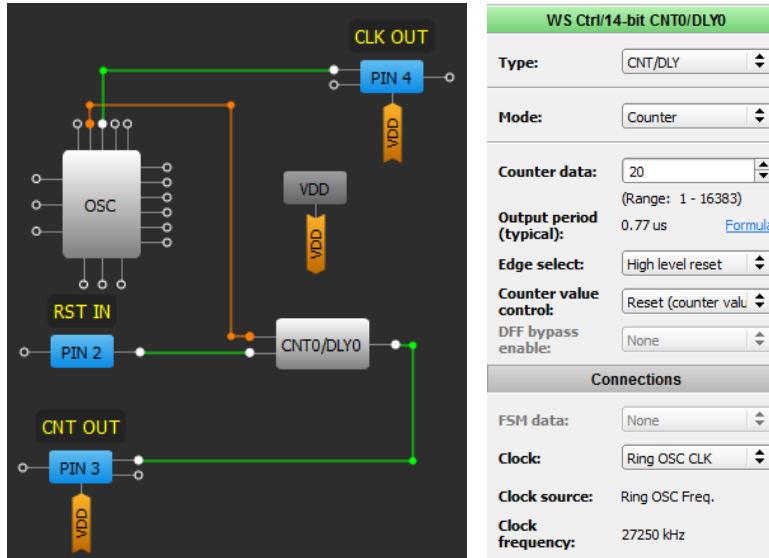 CLK OUT
PIN 4
VDD
OSC
VDD
VDD
RST IN
PIN 2
CNT0/DLY0
CNT OUT
PIN 3
VDD
WS Ctrl/14-bit CNT0/DLY0
Type: CNT/DLY
Mode: Counter
Counter data: 20
(Range: 1 - 16383)
Output period
(typical): 0.77 us Formula
Edge select: High level reset
Counter value
control: Reset (counter valu
DFF bypass
enable: None
Connections
FSM data: None
Clock: Ring OSC CLK
Clock source: Ring OSC Freq.
Clock
frequency: 27250 kHz